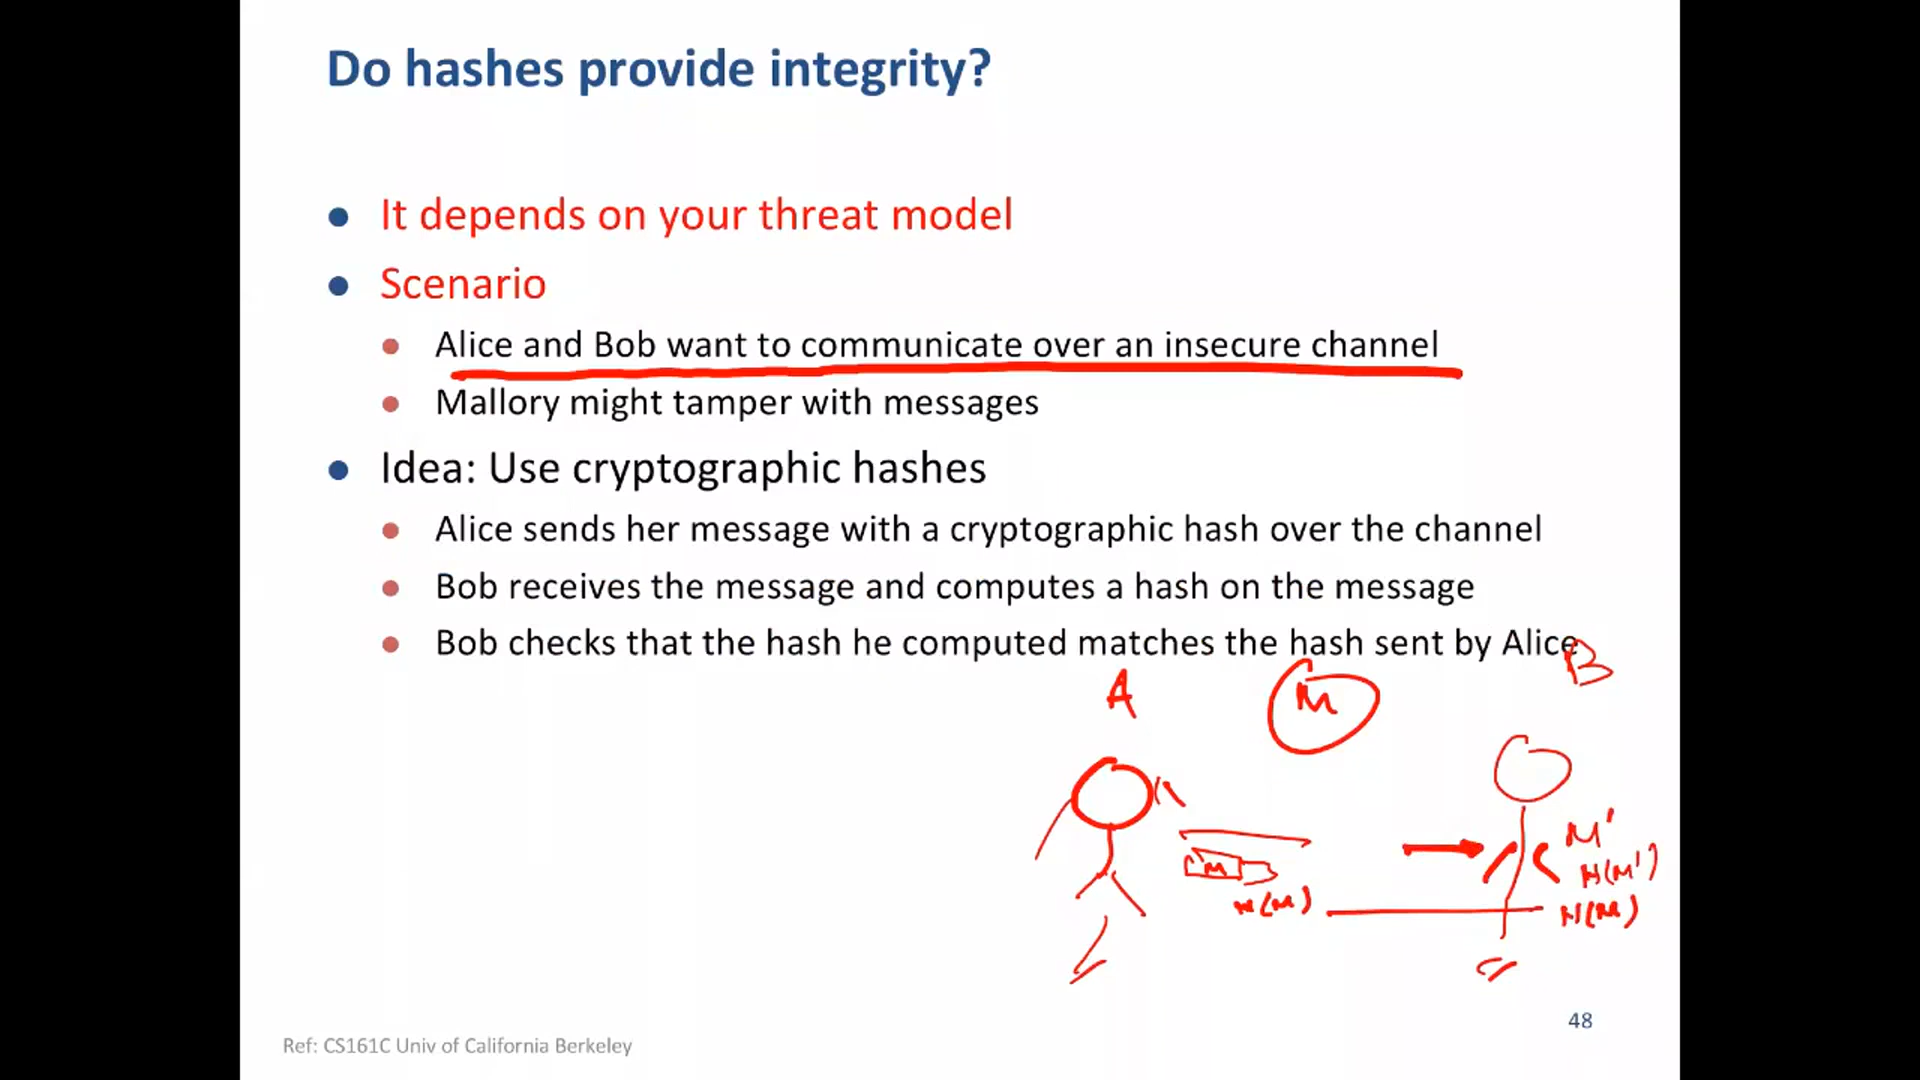 Do hashes provide integrity?
It depends on your threat model
Scenario
Alice and Bob want to communicate over an insecure channel
Mallory might tamper with messages
Idea: Use cryptographic hashes
Alice sends her message with a cryptographic hash over the channel
Bob receives the message and computes a hash on the message
Bob checks that the hash he computed matches the hash sent by Alice
A
M
B
M'
M
H(M')
H(M)
H(M)
48
Ref: CS161C Univ of California Berkeley